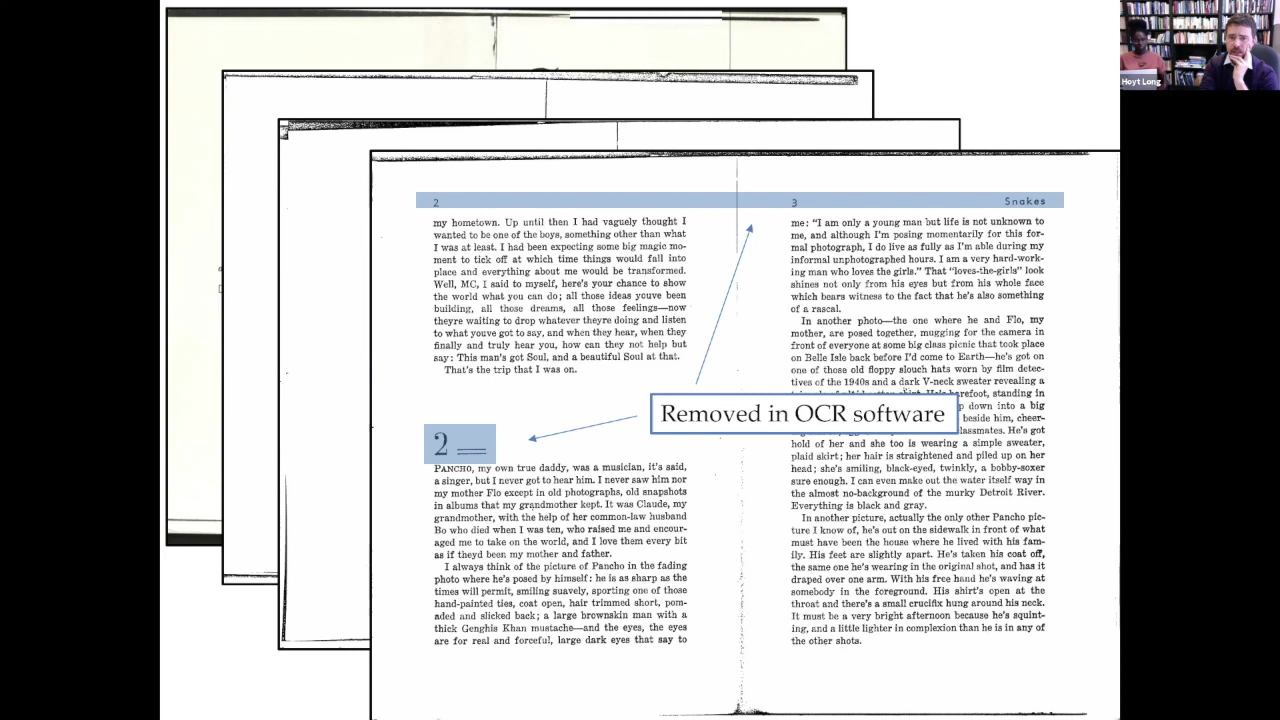 Hoyt Long
2
my hometown. Up until then I had vaguely thought I
wanted to be one of the boys, something other than what
I was at least. I had been expecting some big magic mo-
ment to tick off at which time things would fall into
place and everything about me would be transformed.
Well, MC, I said to myself, here's your chance to show
the world what you can do; all those ideas youve been
building, all those dreams, all those feelings—now
theyre waiting to drop whatever theyre doing and listen
to what youve got to say, and when they hear, when they
finally and truly hear you, how can they not help but
say: This man's got Soul, and a beautiful Soul at that.
That's the trip that I was on.
2
PANCHO, my own true daddy, was a musician, it's said,
a singer, but I never got to hear him. I never saw him nor
my mother Flo except in old photographs, old snapshots
in albums that my grandmother kept. It was Claude, my
grandmother, with the help of her common-law husband
Bo who died when I was ten, who raised me and encour-
aged me to take on the world, and I love them every bit
as if theyd been my mother and father.
I always think of the picture of Pancho in the fading
photo where he's posed by himself: he is as sharp as the
times will permit, smiling suavely, sporting one of those
hand-painted ties, coat open, hair trimmed short, pom-
aded and slicked back; a large brownskin man with a
thick Genghis Khan mustache—and the eyes, the eyes
are for real and forceful, large dark eyes that say to
3 Snakes
me: "I am only a young man but life is not unknown to
me, and although I'm posing momentarily for this for-
mal photograph, I do live as fully as I'm able during my
informal unphotographed hours. I am a very hard-work-
ing man who loves the girls." That "loves-the-girls" look
shines not only from his eyes but from his whole face
which bears witness to the fact that he's also something
of a rascal.
In another photo—the one where he and Flo, my
mother, are posed together, mugging for the camera in
front of everyone at some big class picnic that took place
on Belle Isle back before I'd come to Earth—he's got on
one of those old floppy slouch hats worn by film detec-
tives of the 1940s and a dark V-neck sweater revealing a
barefoot, standing in
down into a big
beside him, cheer-
lassmates. He's got
hold of her and she too is wearing a simple sweater,
plaid skirt; her hair is straightened and piled up on her
head; she's smiling, black-eyed, twinkly, a bobby-soxer
sure enough. I can even make out the water itself way in
the almost no-background of the murky Detroit River.
Everything is black and gray.
In another picture, actually the only other Pancho pic-
ture I know of, he's out on the sidewalk in front of what
must have been the house where he lived with his fam-
ily. His feet are slightly apart. He's taken his coat off,
the same one he's wearing in the original shot, and has it
draped over one arm. With his free hand he's waving at
somebody in the foreground. His shirt's open at the
throat and there's a small crucifix hung around his neck.
It must be a very bright afternoon because he's squint-
ing, and a little lighter in complexion than he is in any of
the other shots.
Removed in OCR software